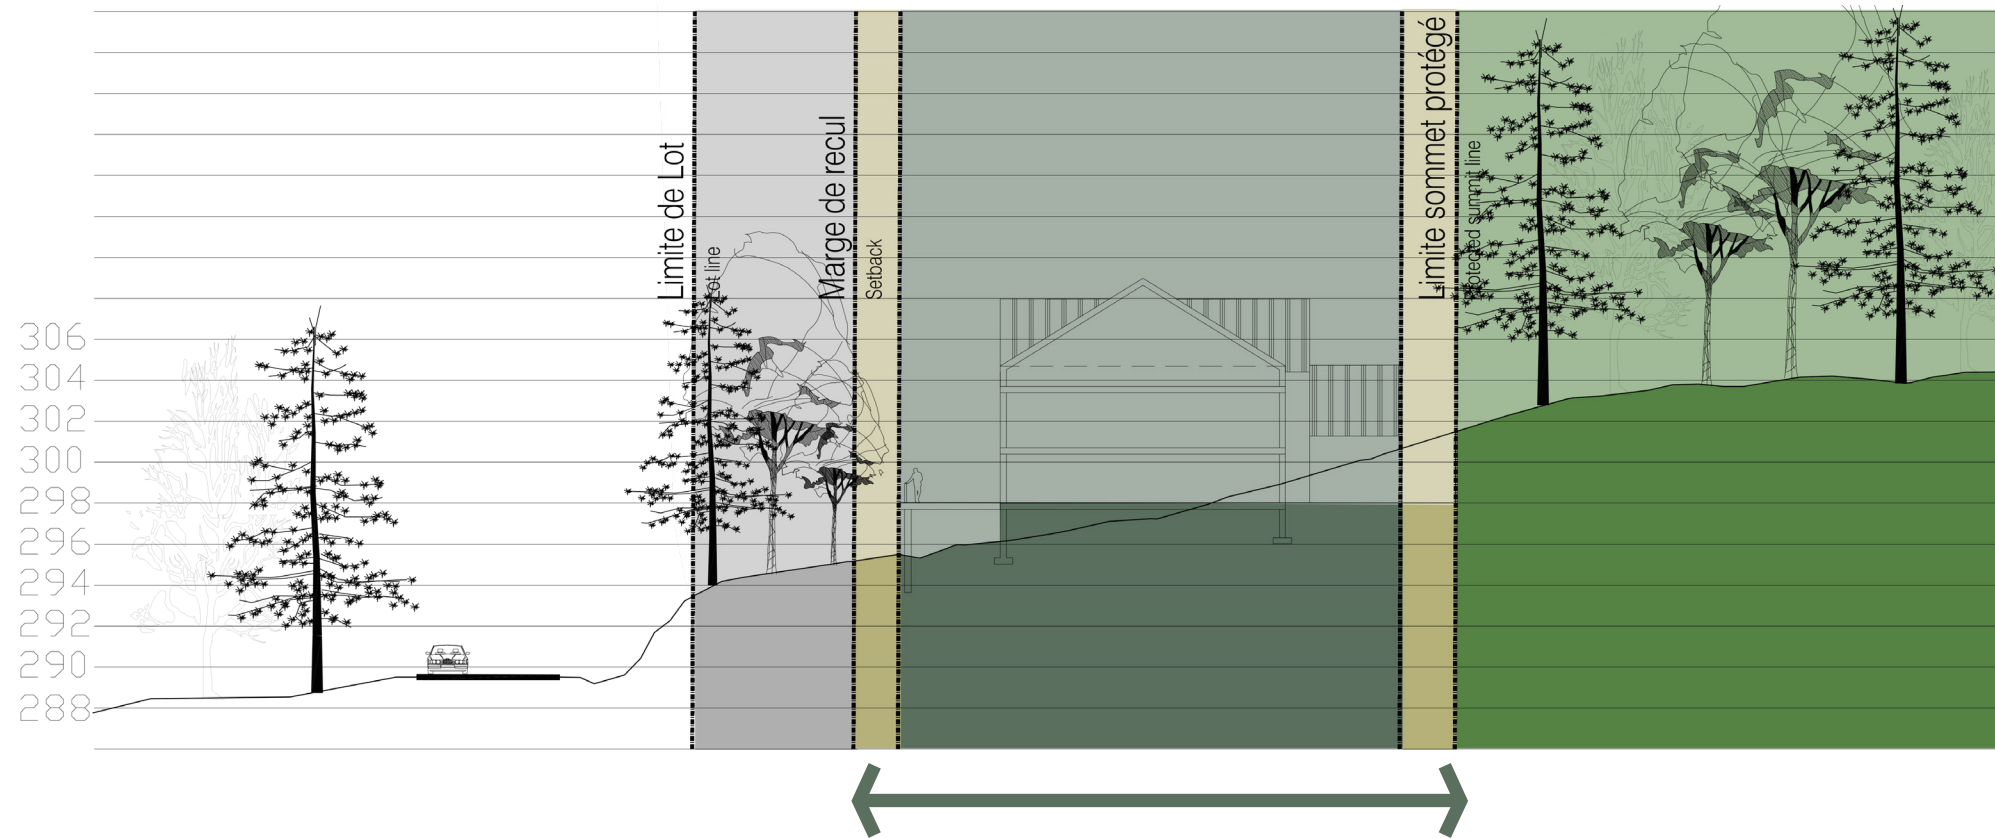 Limite de Lot
Lot line
Marge de recul
Setback
Limite sommet protégé
Protected summit line
306
304
302
300
298
296
294
292
290
288